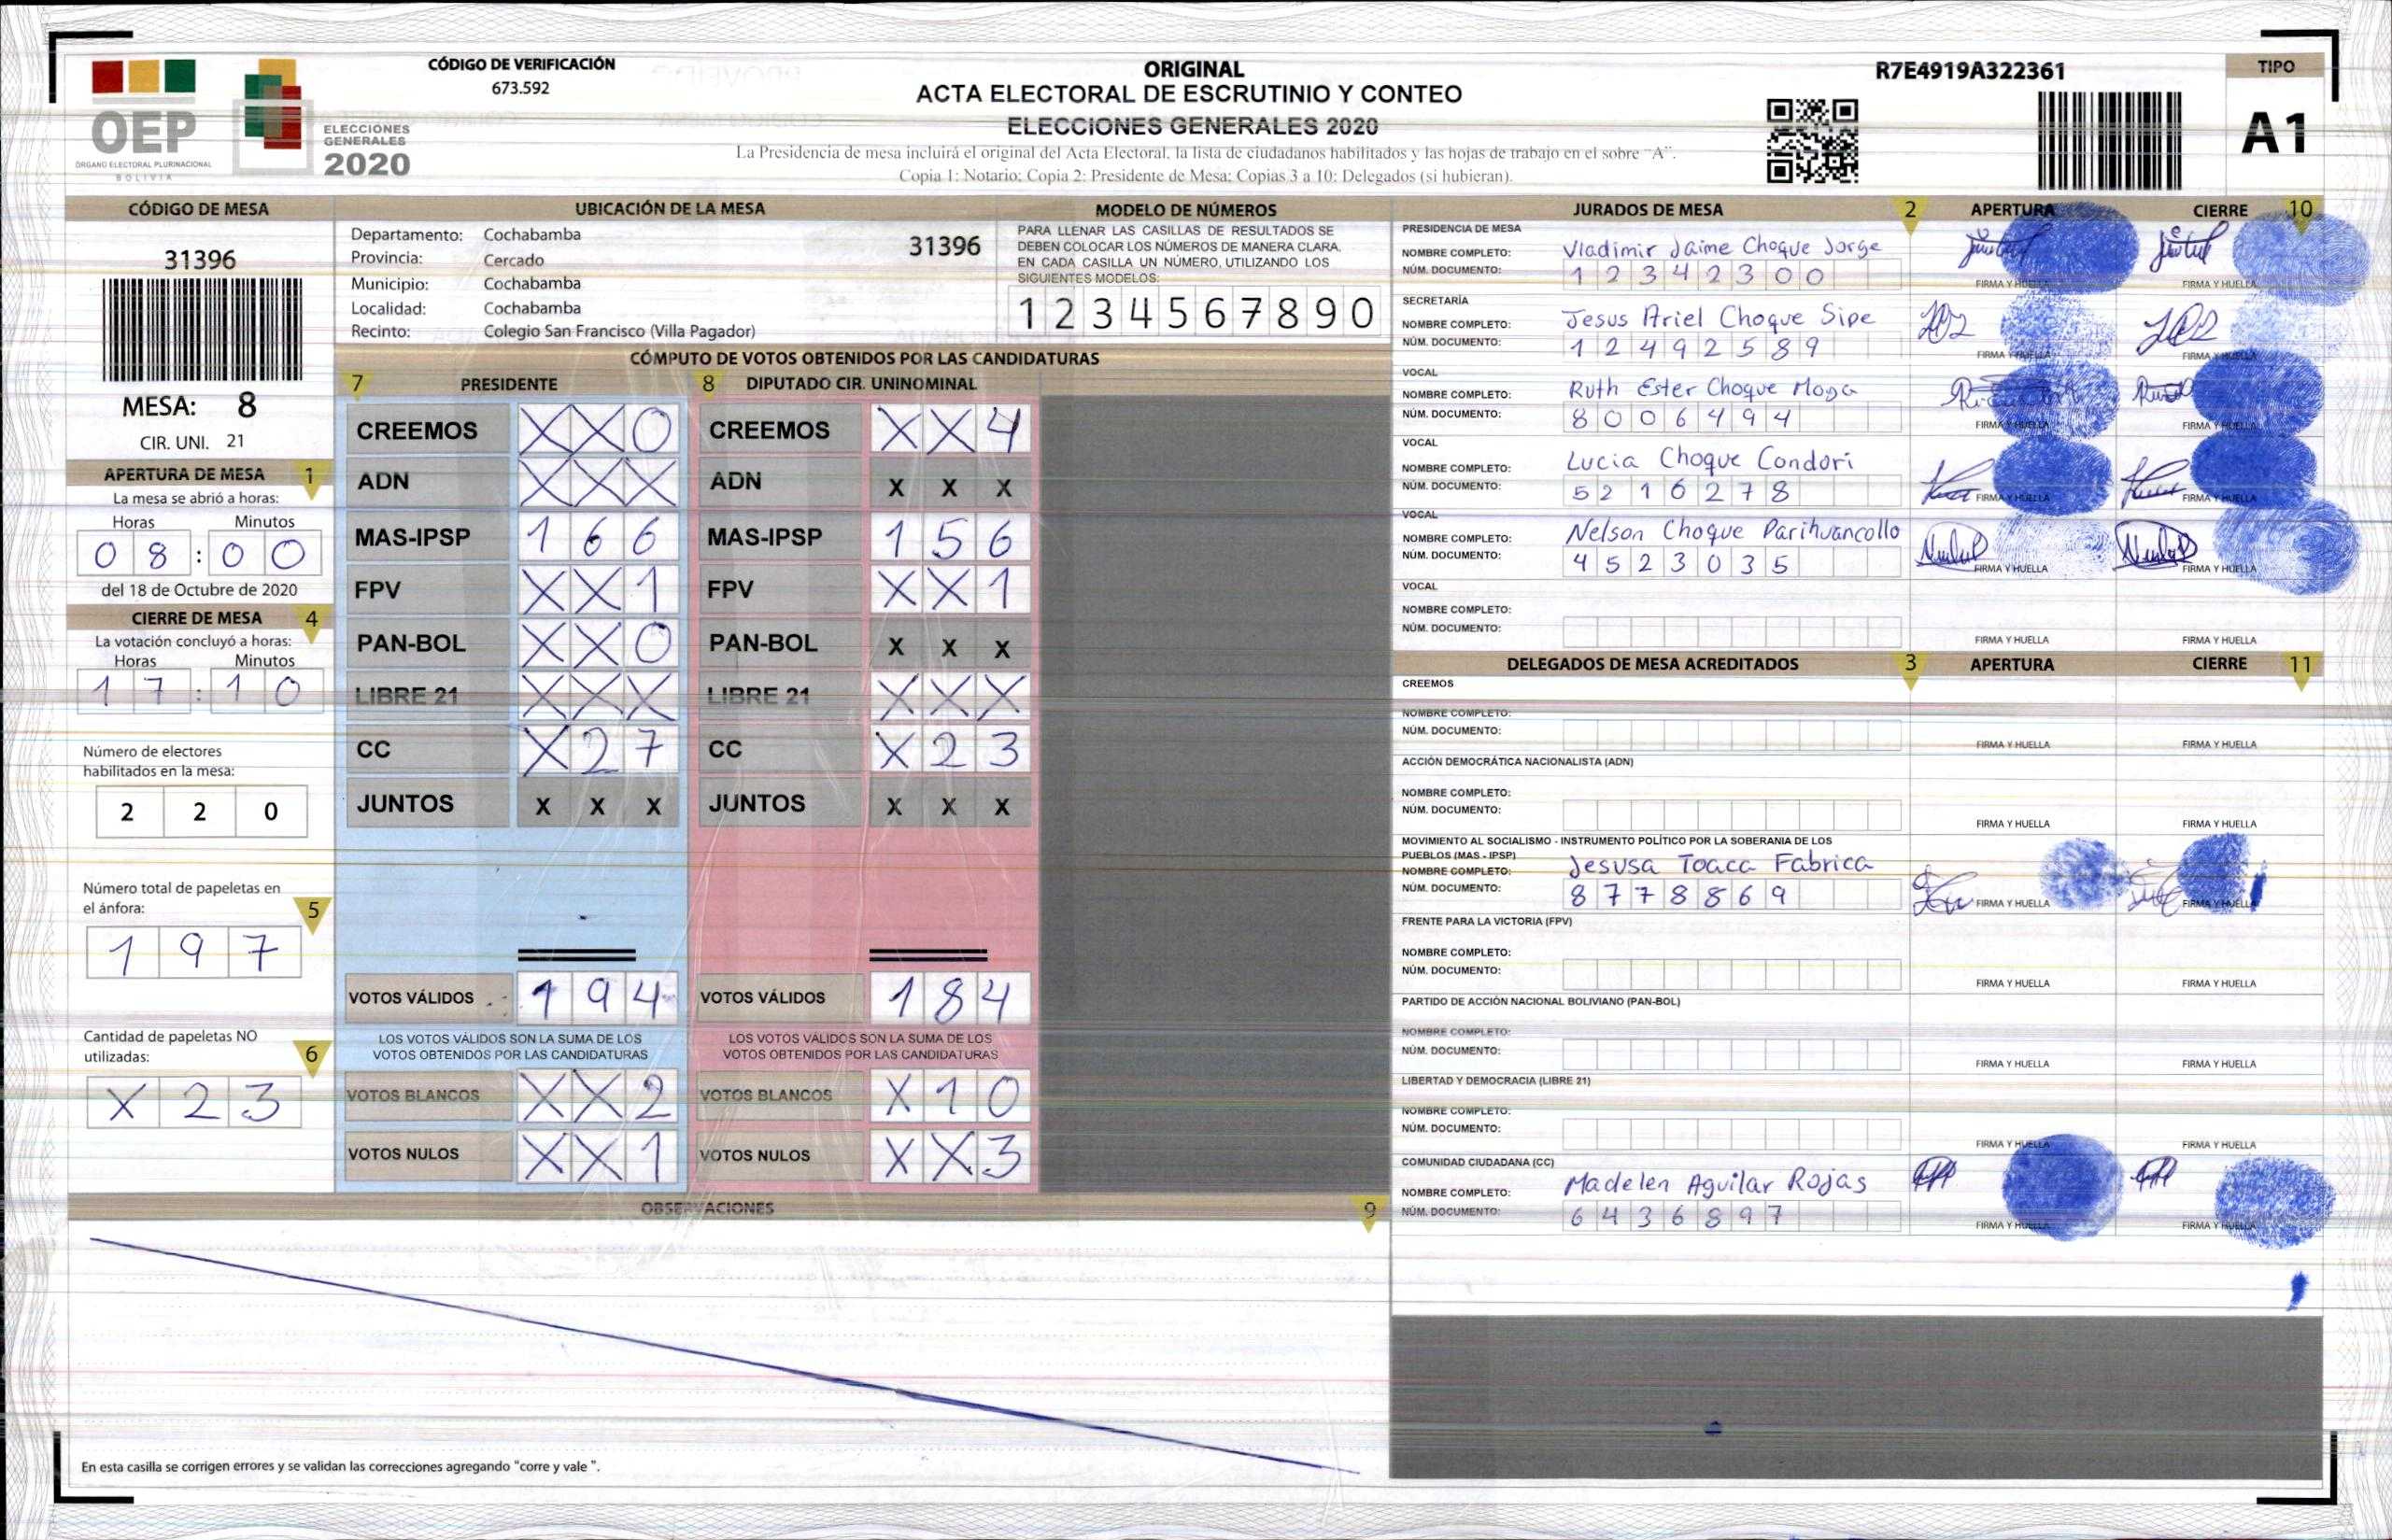 CÓDIGO DE VERIFICACIÓN
673.592
OEP
ÓRGANO ELECTORAL PLURINACIONAL
BOLIVIA
ELECCIONES
GENERALES
2020
ORIGINAL
ACTA ELECTORAL DE ESCRUTINIO Y CONTEO
ELECCIONES GENERALES 2020
La Presidencia de mesa incluirá el original del Acta Electoral, la lista de ciudadanos habilitados y las hojas de trabajo en el sobre "A".
Copia 1: Notario; Copia 2: Presidente de Mesa; Copias 3 a 10: Delegados (si hubieran).
R7E4919A322361
TIPO
A1
CÓDIGO DE MESA
31396
MESA: 8
CIR. UNI. 21
APERTURA DE MESA 1
La mesa se abrió a horas:
Horas Minutos
0 8 : 0 0
del 18 de Octubre de 2020
CIERRE DE MESA 4
La votación concluyó a horas:
Horas Minutos
1 7 : 1 0
Número de electores
habilitados en la mesa:
2 2 0
Número total de papeletas en
el ánfora: 5
1 9 7
Cantidad de papeletas NO
utilizadas: 6
X 2 3
UBICACIÓN DE LA MESA
Departamento: Cochabamba
31396
Provincia: Cercado
Municipio: Cochabamba
Localidad: Cochabamba
Recinto: Colegio San Francisco (Villa Pagador)
MODELO DE NÚMEROS
PARA LLENAR LAS CASILLAS DE RESULTADOS SE
DEBEN COLOCAR LOS NÚMEROS DE MANERA CLARA.
EN CADA CASILLA UN NÚMERO, UTILIZANDO LOS
SIGUIENTES MODELOS:
1 2 3 4 5 6 7 8 9 0
CÓMPUTO DE VOTOS OBTENIDOS POR LAS CANDIDATURAS
7 PRESIDENTE 8 DIPUTADO CIR. UNINOMINAL
CREEMOS X X 0 CREEMOS X X 4
ADN X X X ADN X X X
MAS-IPSP 1 6 6 MAS-IPSP 1 5 6
FPV X X 1 FPV X X 1
PAN-BOL X X 0 PAN-BOL X X X
LIBRE 21 X X X LIBRE 21 X X X
CC X 2 7 CC X 2 3
JUNTOS X X X JUNTOS X X X
VOTOS VÁLIDOS 1 9 4 VOTOS VÁLIDOS 1 8 4
LOS VOTOS VÁLIDOS SON LA SUMA DE LOS LOS VOTOS VÁLIDOS SON LA SUMA DE LOS
VOTOS OBTENIDOS POR LAS CANDIDATURAS VOTOS OBTENIDOS POR LAS CANDIDATURAS
VOTOS BLANCOS X X 2 VOTOS BLANCOS X 1 0
VOTOS NULOS X X 1 VOTOS NULOS X X 3
OBSERVACIONES 9
En esta casilla se corrigen errores y se validan las correcciones agregando "corre y vale ".
JURADOS DE MESA 2 APERTURA CIERRE 10
PRESIDENCIA DE MESA
NOMBRE COMPLETO: Vladimir Jaime Choque Jorge
NÚM. DOCUMENTO: 1 2 3 4 2 3 0 0
FIRMA Y HUELLA FIRMA Y HUELLA
SECRETARÍA
NOMBRE COMPLETO: Jesus Ariel Choque Sipe
NÚM. DOCUMENTO: 1 2 4 9 2 5 8 9
FIRMA Y HUELLA FIRMA Y HUELLA
VOCAL
NOMBRE COMPLETO: Ruth Ester Choque
NÚM. DOCUMENTO: 8 0 0 6 4 9 4
FIRMA Y HUELLA FIRMA Y HUELLA
VOCAL
NOMBRE COMPLETO: Lucia Choque Condori
NÚM. DOCUMENTO: 5 2 1 6 2 7 8
FIRMA Y HUELLA FIRMA Y HUELLA
VOCAL
NOMBRE COMPLETO: Nelson Choque Parihuancollo
NÚM. DOCUMENTO: 4 5 2 3 0 3 5
FIRMA Y HUELLA FIRMA Y HUELLA
VOCAL
NOMBRE COMPLETO:
NÚM. DOCUMENTO:
FIRMA Y HUELLA FIRMA Y HUELLA
DELEGADOS DE MESA ACREDITADOS 3 APERTURA CIERRE 11
CREEMOS
NOMBRE COMPLETO:
NÚM. DOCUMENTO:
FIRMA Y HUELLA FIRMA Y HUELLA
ACCIÓN DEMOCRÁTICA NACIONALISTA (ADN)
NOMBRE COMPLETO:
NÚM. DOCUMENTO:
FIRMA Y HUELLA FIRMA Y HUELLA
MOVIMIENTO AL SOCIALISMO - INSTRUMENTO POLÍTICO POR LA SOBERANIA DE LOS
PUEBLOS (MAS - IPSP)
NOMBRE COMPLETO: Jesusa Toaca Fabrica
NÚM. DOCUMENTO: 8 7 7 8 8 6 9
FIRMA Y HUELLA FIRMA Y HUELLA
FRENTE PARA LA VICTORIA (FPV)
NOMBRE COMPLETO:
NÚM. DOCUMENTO:
FIRMA Y HUELLA FIRMA Y HUELLA
PARTIDO DE ACCIÓN NACIONAL BOLIVIANO (PAN-BOL)
NOMBRE COMPLETO:
NÚM. DOCUMENTO:
FIRMA Y HUELLA FIRMA Y HUELLA
LIBERTAD Y DEMOCRACIA (LIBRE 21)
NOMBRE COMPLETO:
NÚM. DOCUMENTO:
FIRMA Y HUELLA FIRMA Y HUELLA
COMUNIDAD CIUDADANA (CC)
NOMBRE COMPLETO: Madelen Aguilar Rojas
NÚM. DOCUMENTO: 6 4 3 6 8 9 7
FIRMA Y HUELLA FIRMA Y HUELLA